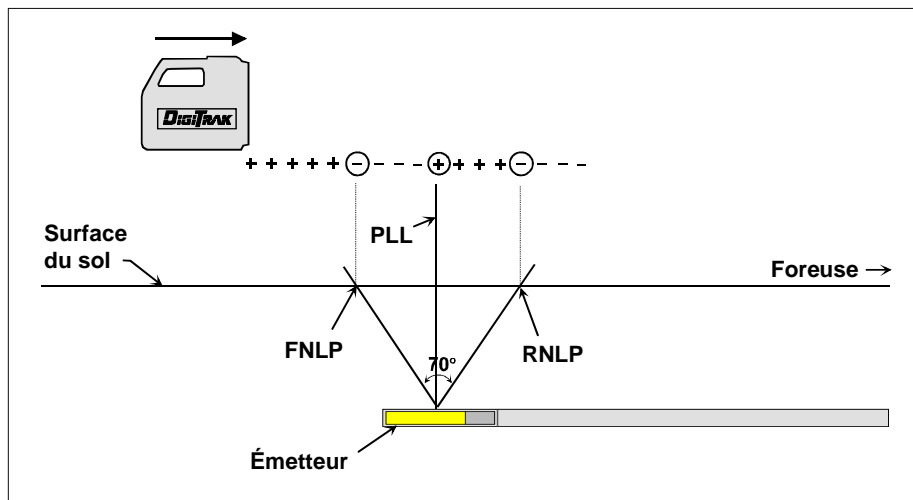 DIGITRAK
+ + + + + - - - - + + + + - - - - -
PLL
Surface
du sol
Foreuse →
FNLP
RNLP
70°
Émetteur